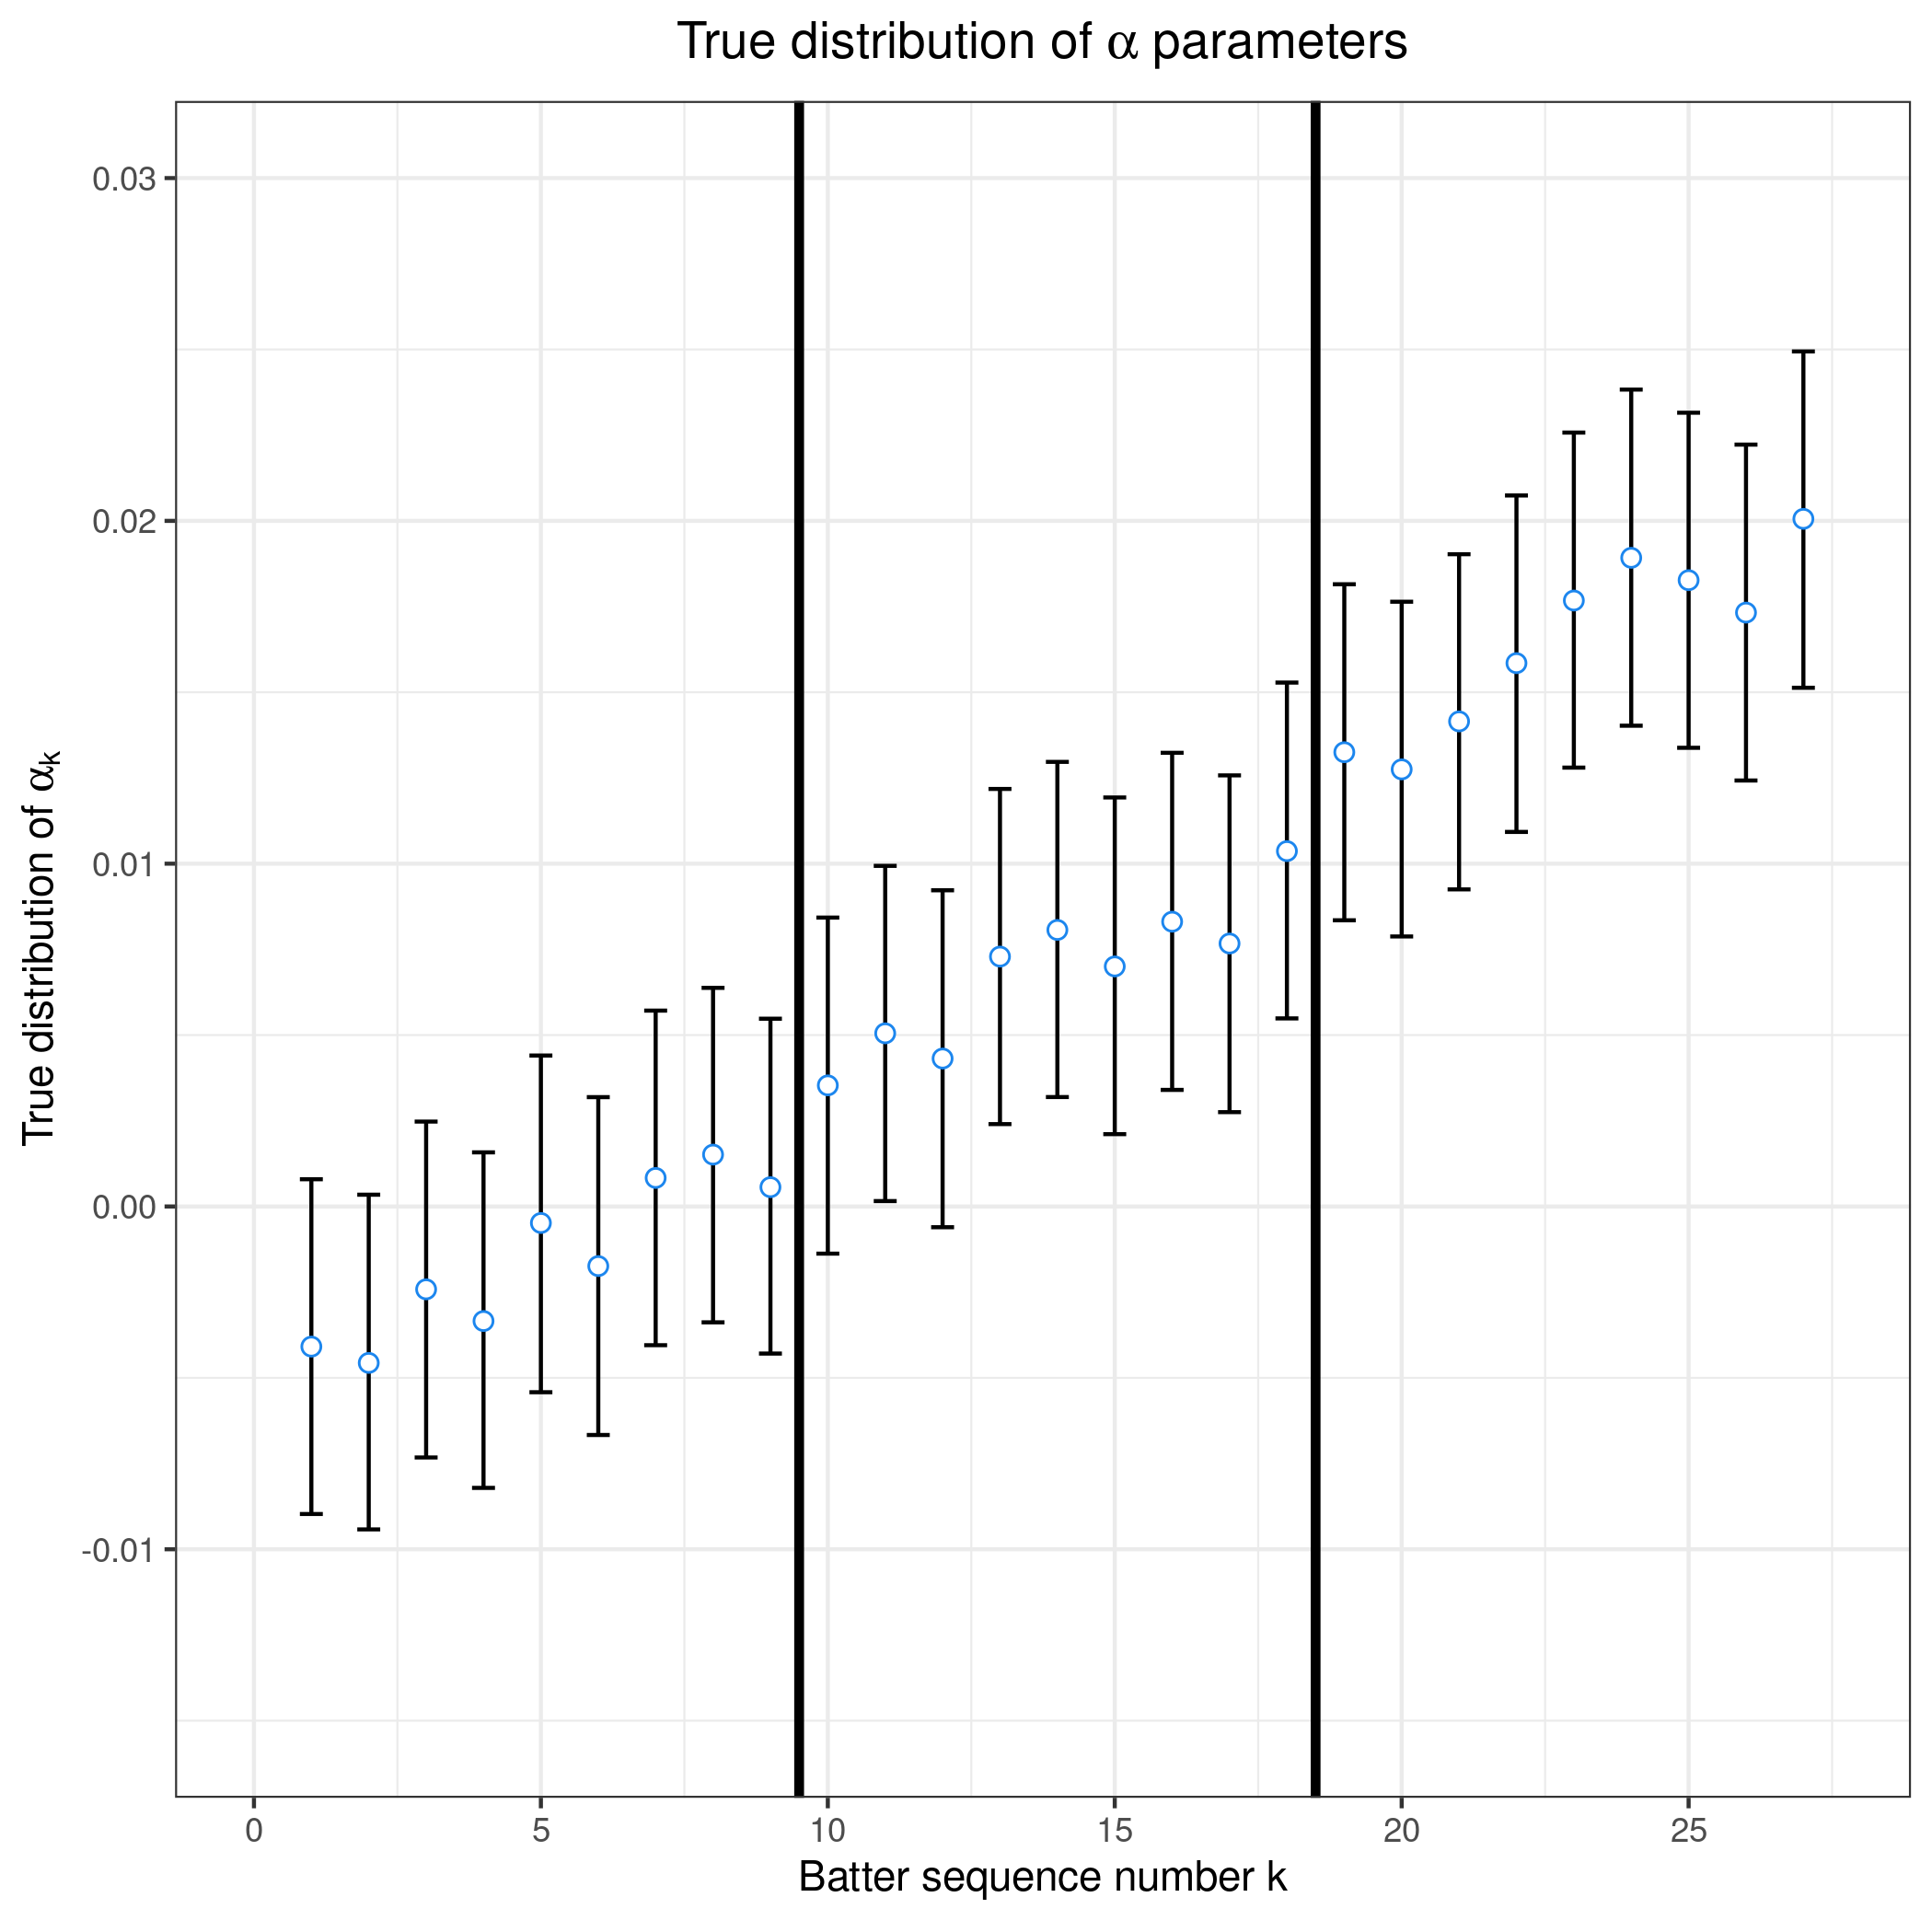 True distribution of α parameters
True distribution of αk
0.03
0.02
0.01
0.00
-0.01
0 5 10 15 20 25
Batter sequence number k